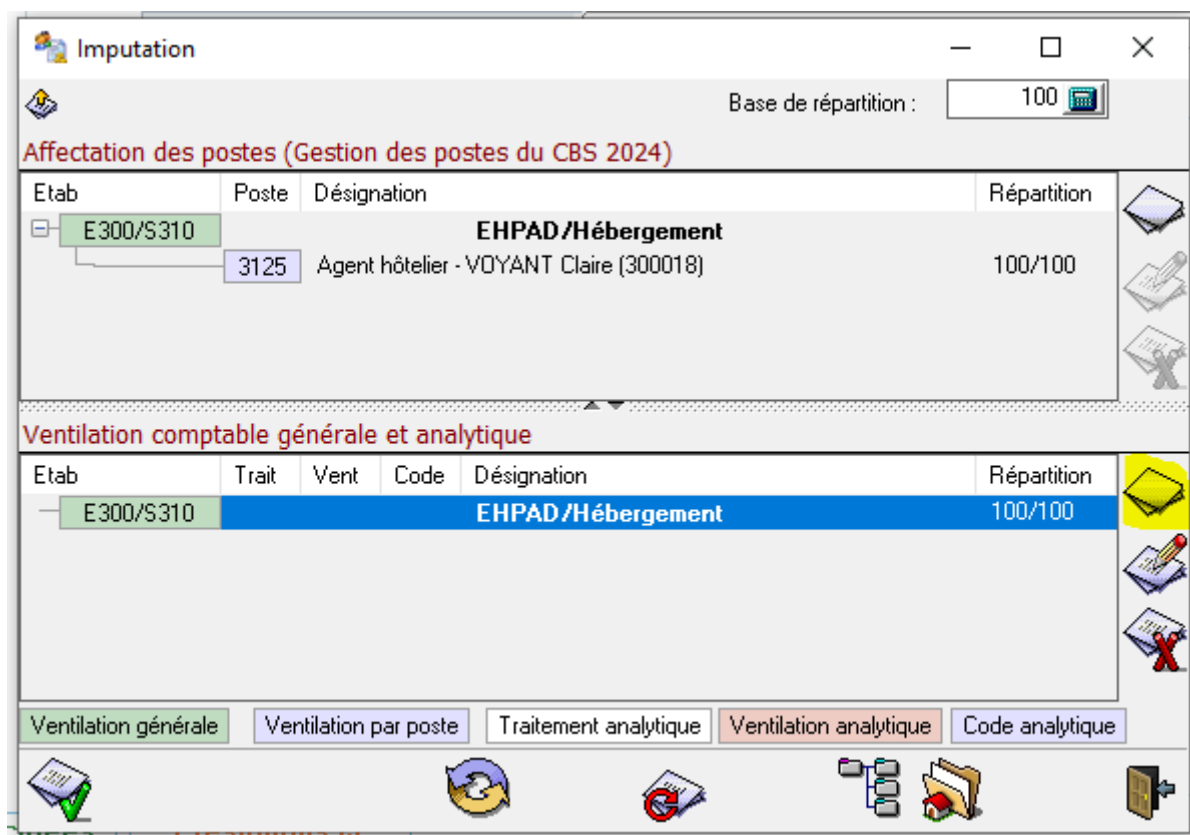 Imputation
Base de répartition : 100
Affectation des postes (Gestion des postes du CBS 2024)
Etab Poste Désignation Répartition
E300/S310 EHPAD/Hébergement
3125 Agent hôtelier - VOYANT Claire (300018) 100/100
Ventilation comptable générale et analytique
Etab Trait Vent Code Désignation Répartition
E300/S310 EHPAD/Hébergement 100/100
Ventilation générale Ventilation par poste Traitement analytique Ventilation analytique Code analytique